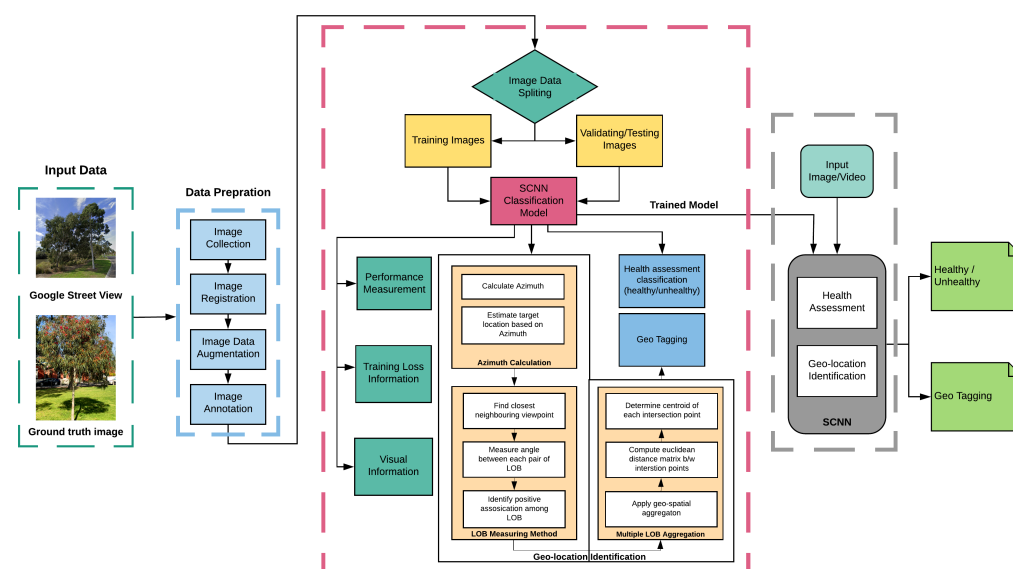 Input Data
Google Street View
Ground truth image
Data Prepration
Image
Collection
Image
Registration
Image Data
Augmentation
Image
Annotation
Image Data
Spliting
Training Images
Validating/Testing
Images
SCNN
Classification
Model
Trained Model
Performance
Measurement
Training Loss
Information
Visual
Information
Calculate Azimuth
Estimate target
location based on
Azimuth
Azimuth Calculation
Find closest
neighbouring viewpoint
Measure angle
between each pair of
LOB
Identify positive
assosication among
LOB
LOB Measuring Method
Health assessment
classification
(healthy/unhealthy)
Geo Tagging
Determine centroid of
each intersection point
Compute euclidean
distance matrix b/w
interstion points
Apply geo-spatial
aggregaton
Multiple LOB Aggregation
Geo-location Identification
Input
Image/Video
Health
Assessment
Geo-location
Identification
SCNN
Healthy /
Unhealthy
Geo Tagging